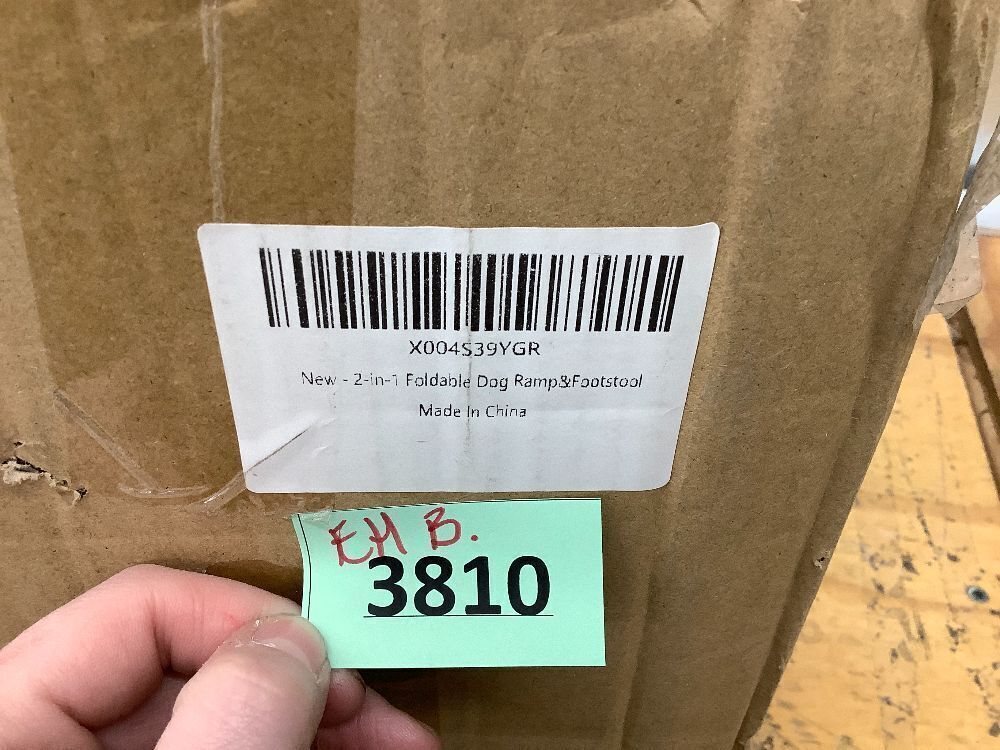 X004S39YGR
New - 2-in-1 Foldable Dog Ramp&Footstool
Made In China
EH B.
3810